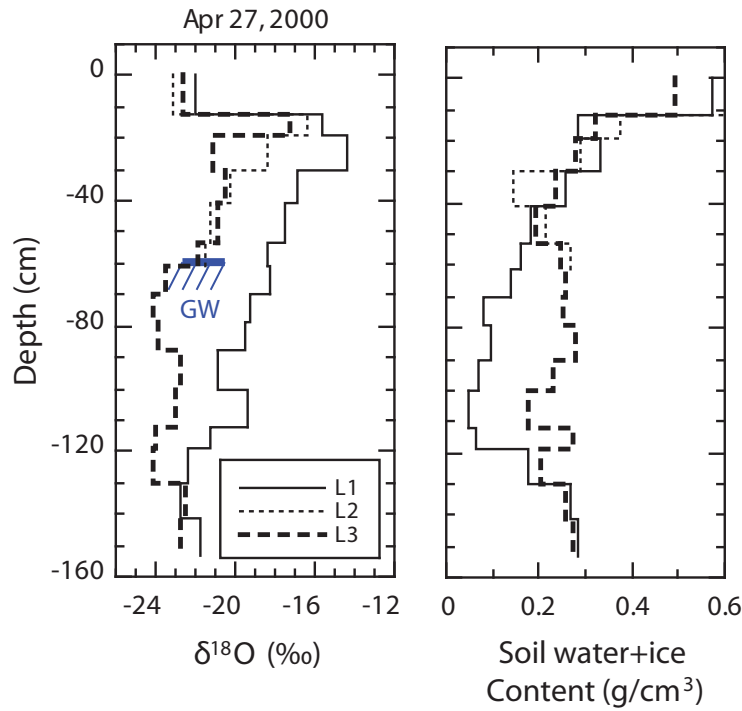 Apr 27, 2000
0
-40
-80
-120
-160
Depth (cm)
GW
L1
L2
L3
-24 -20 -16 -12
δ¹⁸O (‰)
0 0.2 0.4 0.6
Soil water+ice
Content (g/cm³)